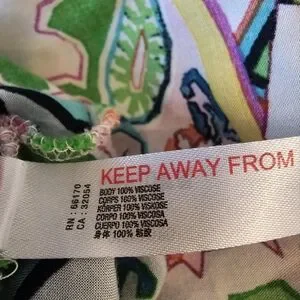 KEEP AWAY FROM
BODY 100% VISCOSE
CORPS 100% VISCOSE
KÖRPER 100% VISKOSE
CORPO 100% VISCOSA
CUERPO 100% VISCOSA
身体 100% 粘胶
RN : 66170
CA : 32054